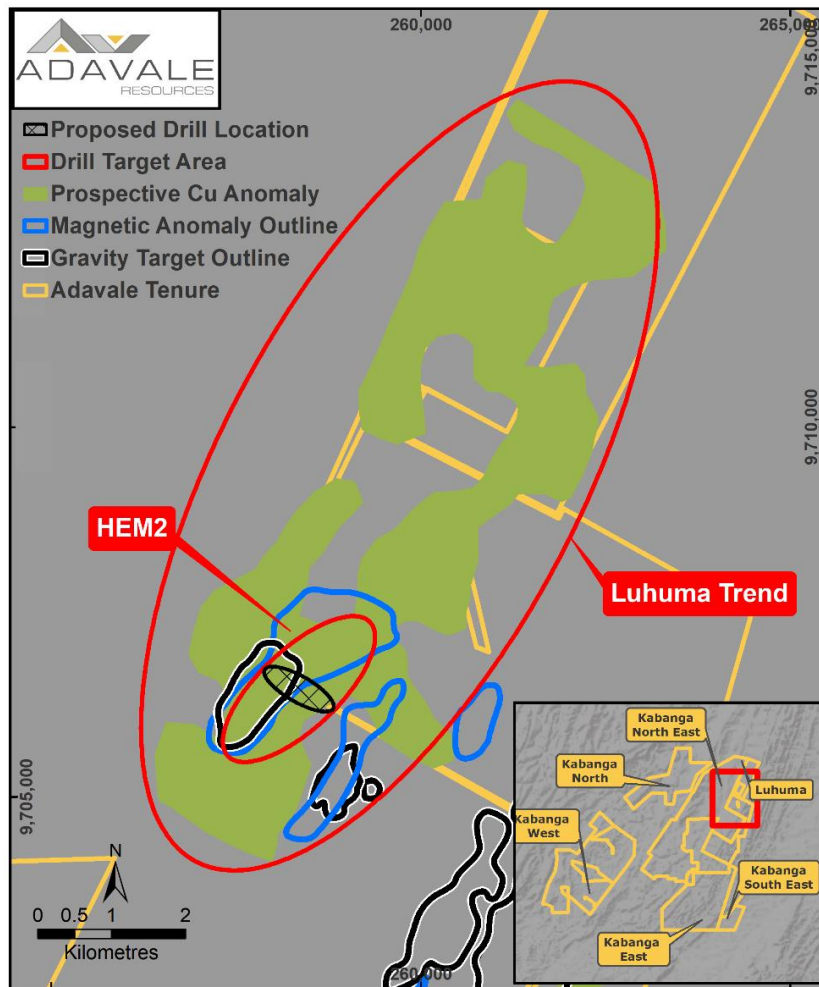 ADAVALE
RESOURCES
Proposed Drill Location
Drill Target Area
Prospective Cu Anomaly
Magnetic Anomaly Outline
Gravity Target Outline
Adavale Tenure
260,000
265,000
9,715,000
9,710,000
HEM2
Luhuma Trend
9,705,000
N
0 0.5 1 2
Kilometres
260,000
Kabanga
North East
Kabanga
North
Luhuma
Kabanga
West
Kabanga
South East
Kabanga
East